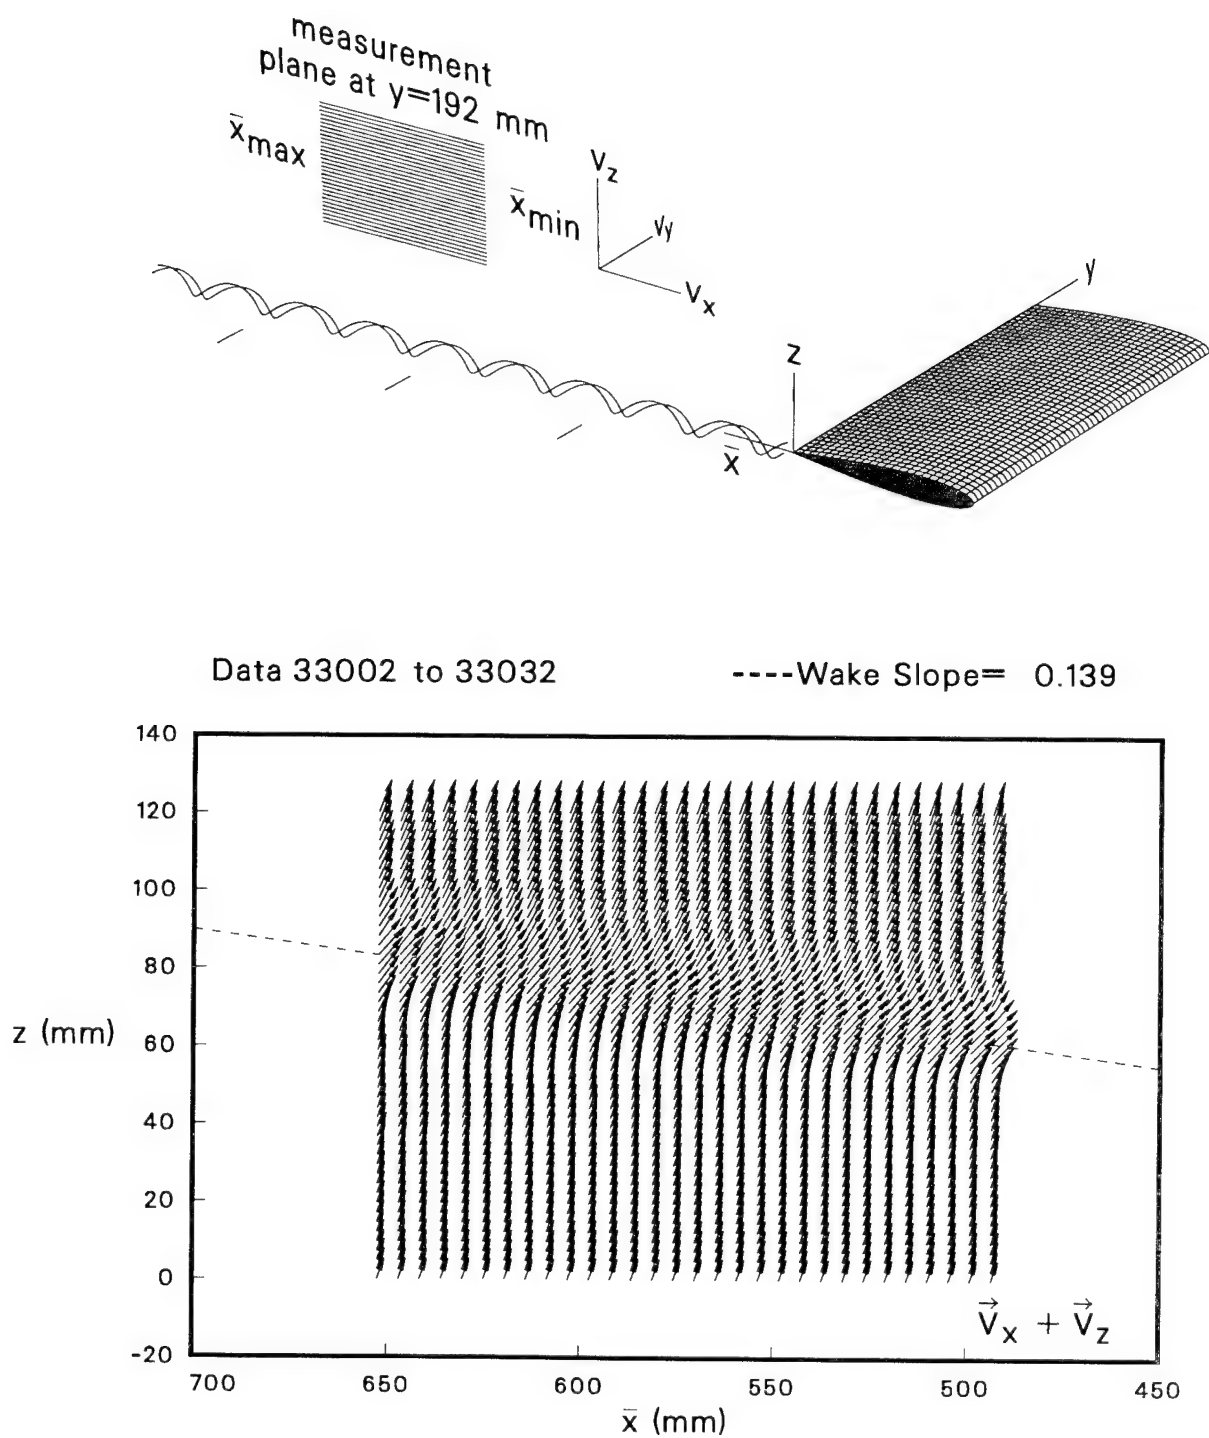 measurement
plane at y=192 mm
x̄max
x̄min
Vz
Vy
Vx
y
z
x̄
Data 33002 to 33032
----Wake Slope= 0.139
140
120
100
80
60
40
20
0
-20
z (mm)
V⃗x + V⃗z
700 650 600 550 500 450
x̄ (mm)